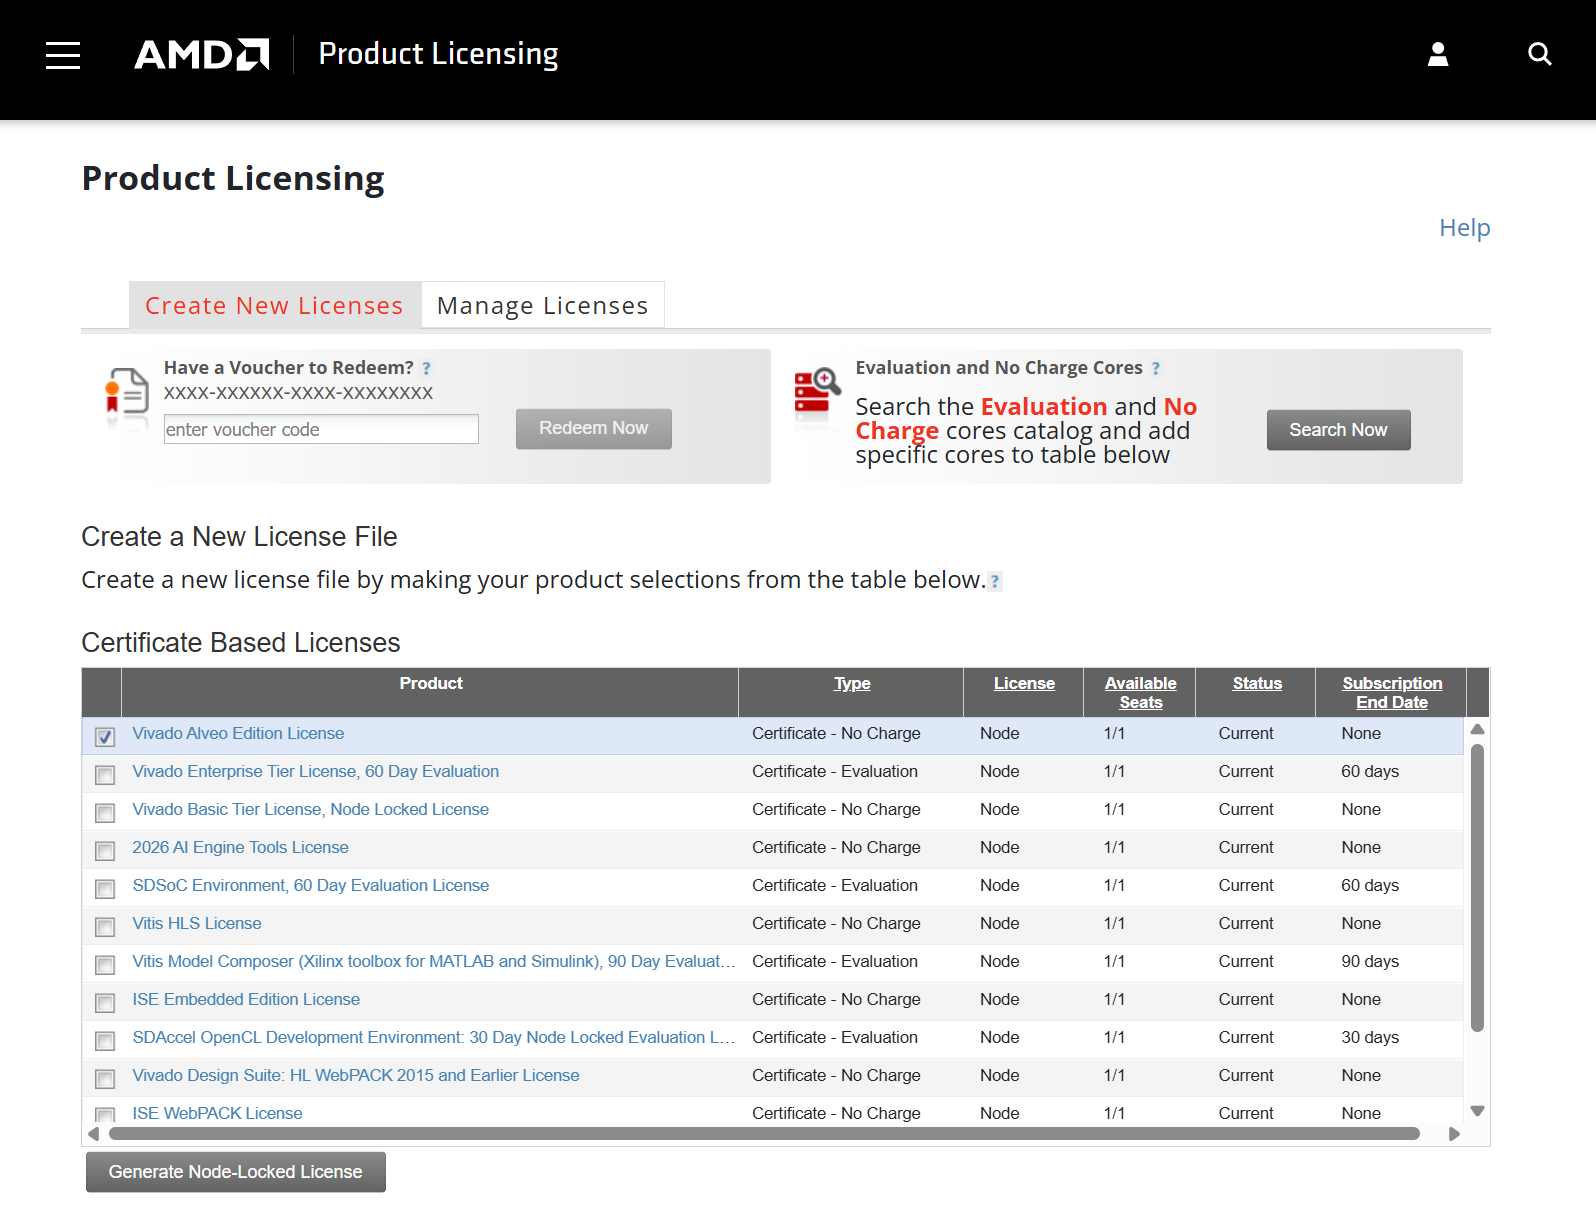 AMD Product Licensing
Product Licensing
Help
Create New Licenses Manage Licenses
Have a Voucher to Redeem? ?
XXXX-XXXXXX-XXXX-XXXXXXXX
enter voucher code
Redeem Now
Evaluation and No Charge Cores ?
Search the Evaluation and No
Charge cores catalog and add
specific cores to table below
Search Now
Create a New License File
Create a new license file by making your product selections from the table below. ?
Certificate Based Licenses
Product Type License Available Seats Status Subscription End Date
Vivado Alveo Edition License Certificate - No Charge Node 1/1 Current None
Vivado Enterprise Tier License, 60 Day Evaluation Certificate - Evaluation Node 1/1 Current 60 days
Vivado Basic Tier License, Node Locked License Certificate - No Charge Node 1/1 Current None
2026 AI Engine Tools License Certificate - No Charge Node 1/1 Current None
SDSoC Environment, 60 Day Evaluation License Certificate - Evaluation Node 1/1 Current 60 days
Vitis HLS License Certificate - No Charge Node 1/1 Current None
Vitis Model Composer (Xilinx toolbox for MATLAB and Simulink), 90 Day Evaluat... Certificate - Evaluation Node 1/1 Current 90 days
ISE Embedded Edition License Certificate - No Charge Node 1/1 Current None
SDAccel OpenCL Development Environment: 30 Day Node Locked Evaluation L... Certificate - Evaluation Node 1/1 Current 30 days
Vivado Design Suite: HL WebPACK 2015 and Earlier License Certificate - No Charge Node 1/1 Current None
ISE WebPACK License Certificate - No Charge Node 1/1 Current None
Generate Node-Locked License